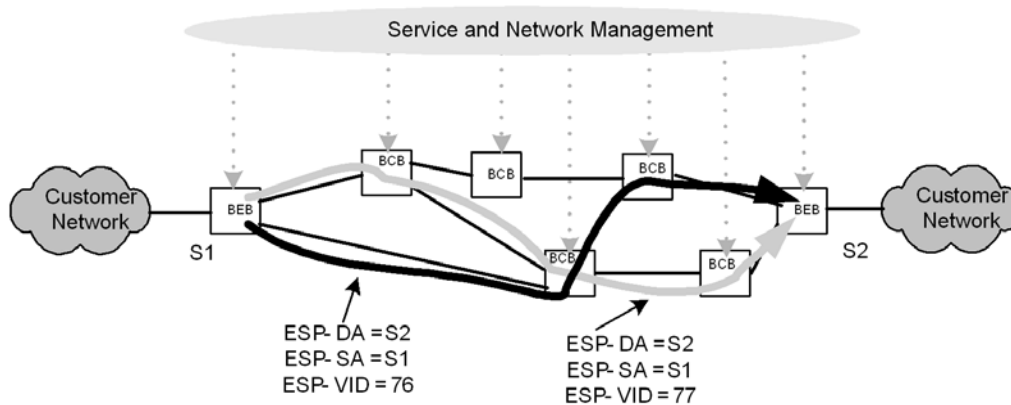 Service and Network Management
BCB
BCB
BCB
Customer
Network
BEB
BEB
Customer
Network
S1
S2
BCB
BCB
ESP- DA =S2
ESP- SA =S1
ESP- VID = 76
ESP- DA =S2
ESP- SA =S1
ESP- VID = 77